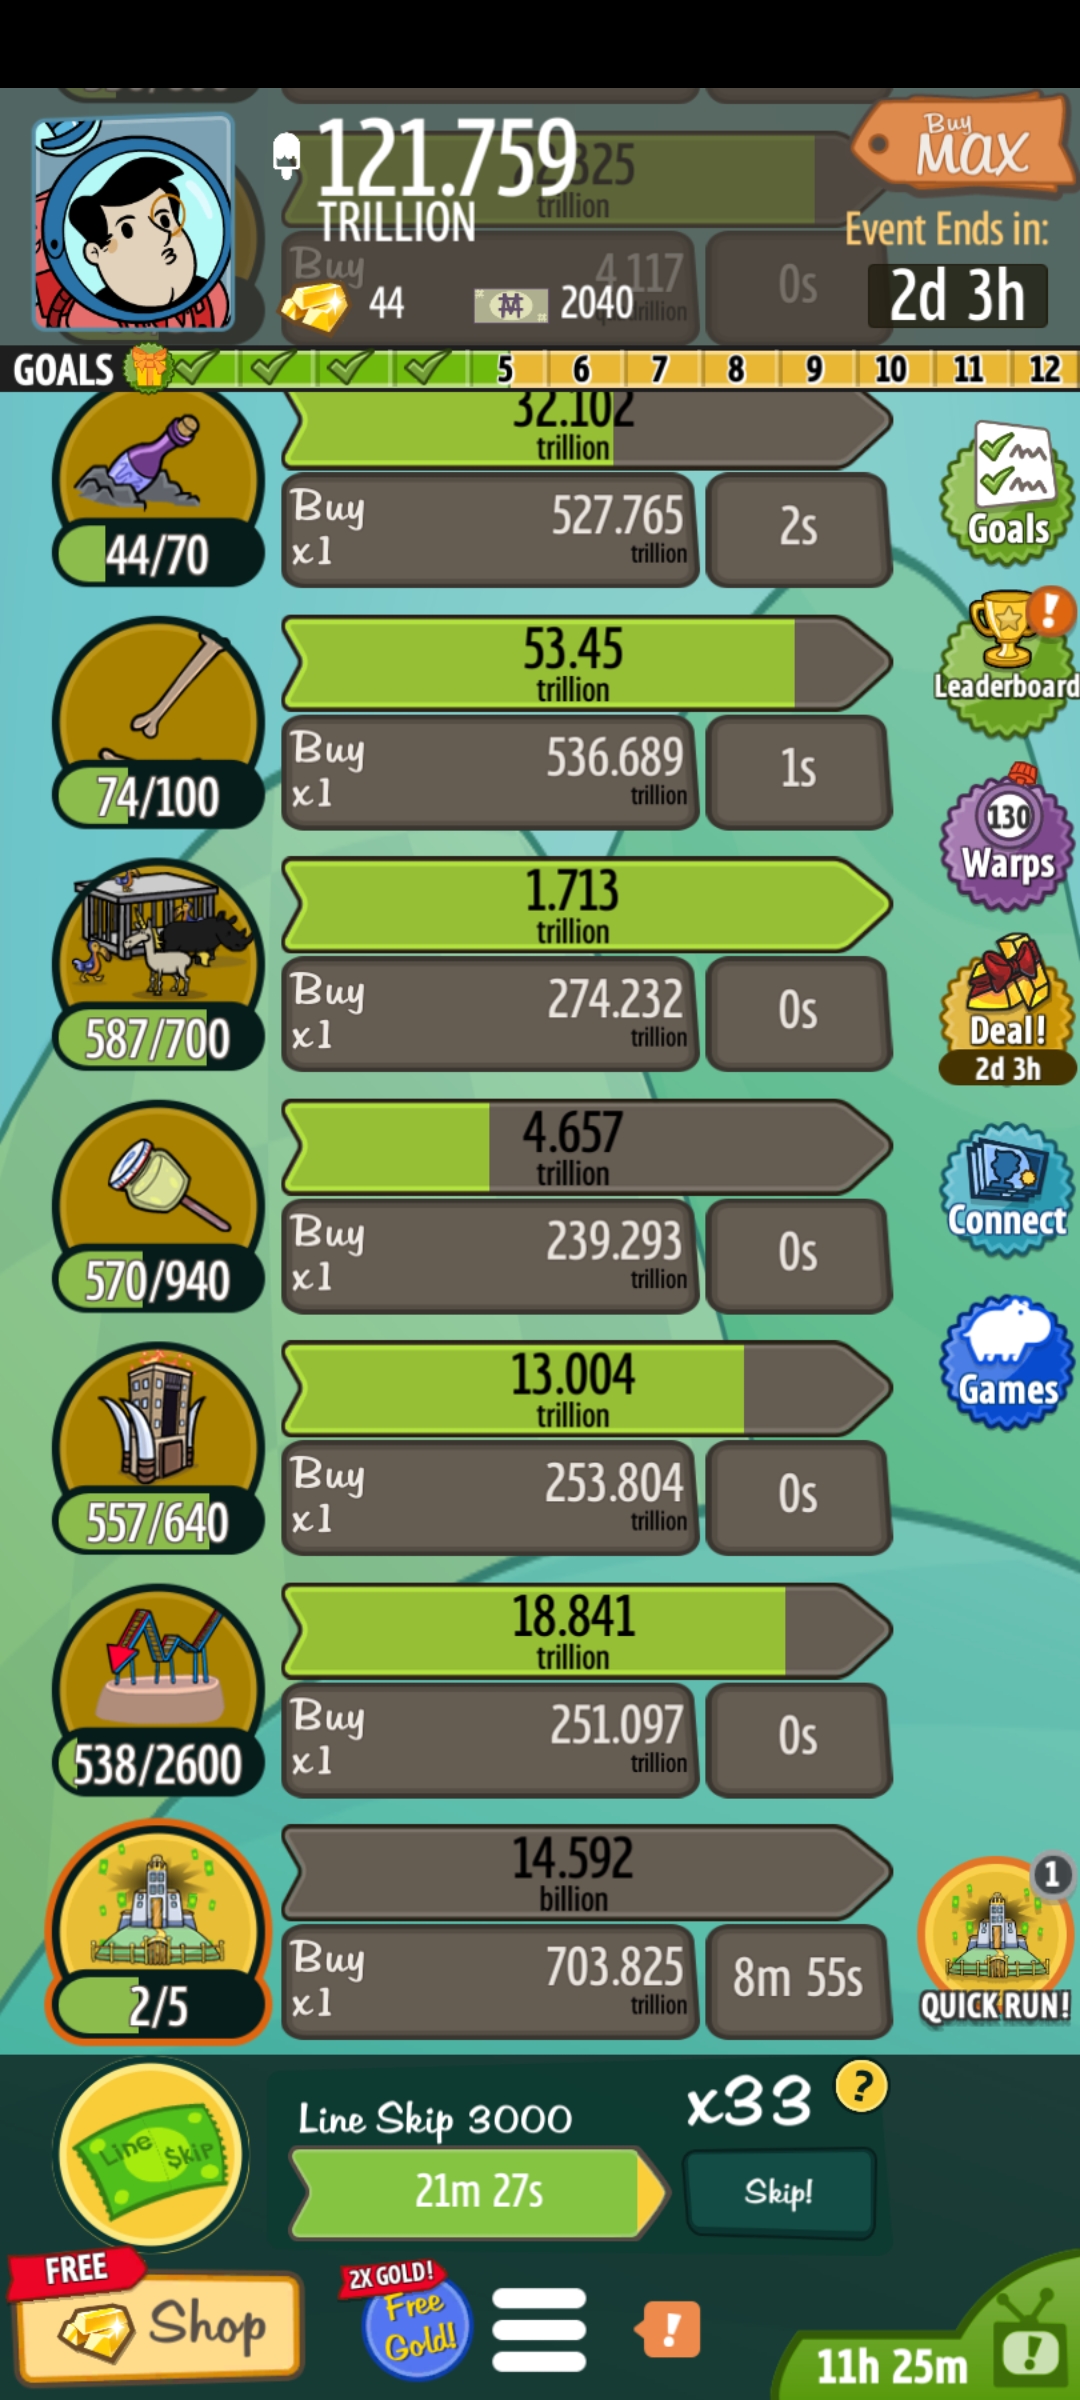 121.759
TRILLION
44
2040
Buy
MAX
Event Ends in:
2d 3h
trillion
Buy
4.117
0s
GOALS
5
6
7
8
9
10
11
12
32.102
trillion
44/70
Buy
x1
527.765
trillion
2s
Goals
53.45
trillion
74/100
Buy
x1
536.689
trillion
1s
Leaderboard
1.713
trillion
587/700
Buy
x1
274.232
trillion
0s
130
Warps
Deal!
2d 3h
4.657
trillion
570/940
Buy
x1
239.293
trillion
0s
Connect
13.004
trillion
557/640
Buy
x1
253.804
trillion
0s
Games
18.841
trillion
538/2600
Buy
x1
251.097
trillion
0s
14.592
billion
2/5
Buy
x1
703.825
trillion
8m 55s
1
QUICK RUN!
Line $kip
Line Skip 3000
21m 27s
x33
?
Skip!
FREE
Shop
2X GOLD!
Free
Gold!
!
11h 25m
!